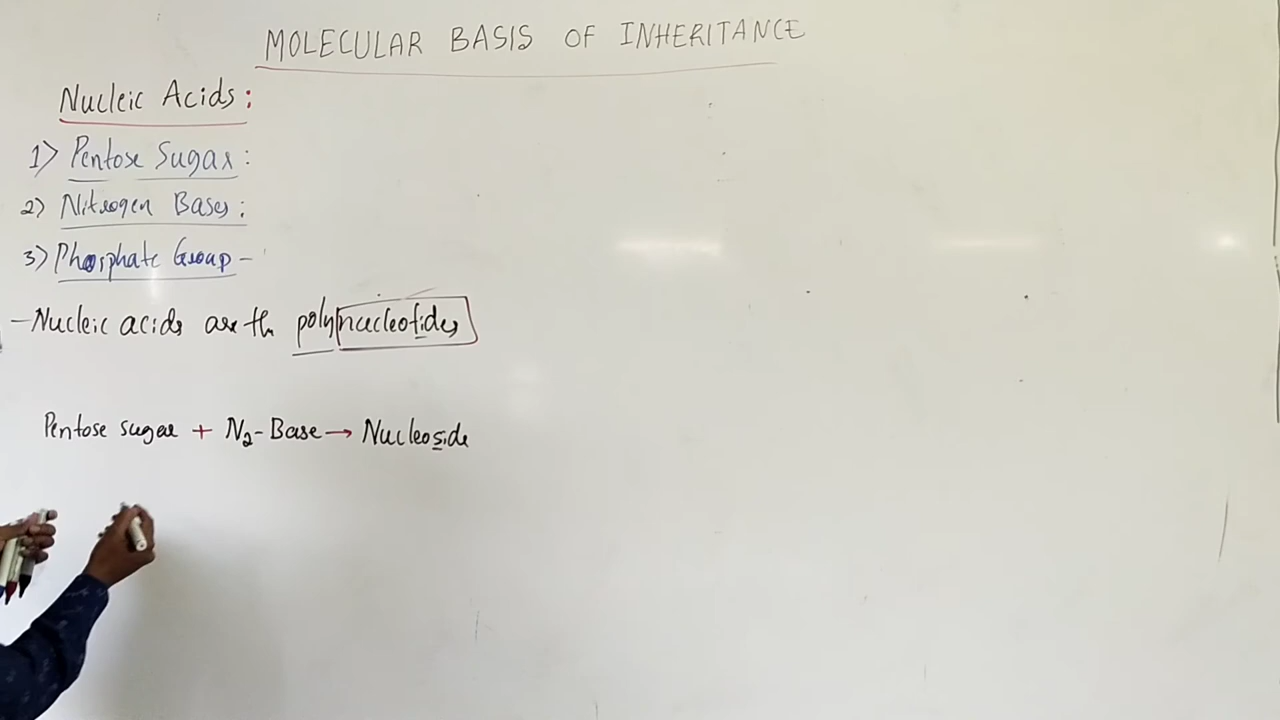 MOLECULAR BASIS OF INHERITANCE
Nucleic Acids:
1) Pentose Sugar:
2) Nitrogen Bases:
3) Phosphate Group -
- Nucleic acids are the polynucleotides
Pentose sugar + N₂-Base → Nucleoside